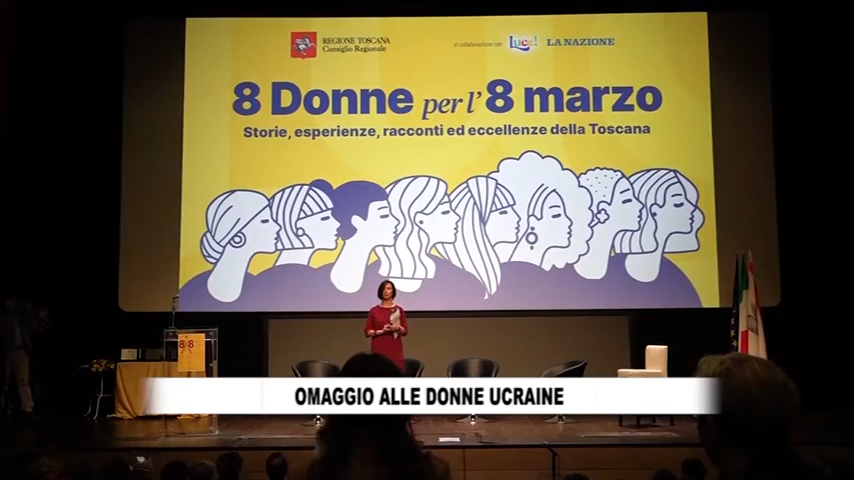 REGIONE TOSCANA
Consiglio Regionale
in collaborazione con Luce! LA NAZIONE
8 Donne per l'8 marzo
Storie, esperienze, racconti ed eccellenze della Toscana
8 8
OMAGGIO ALLE DONNE UCRAINE